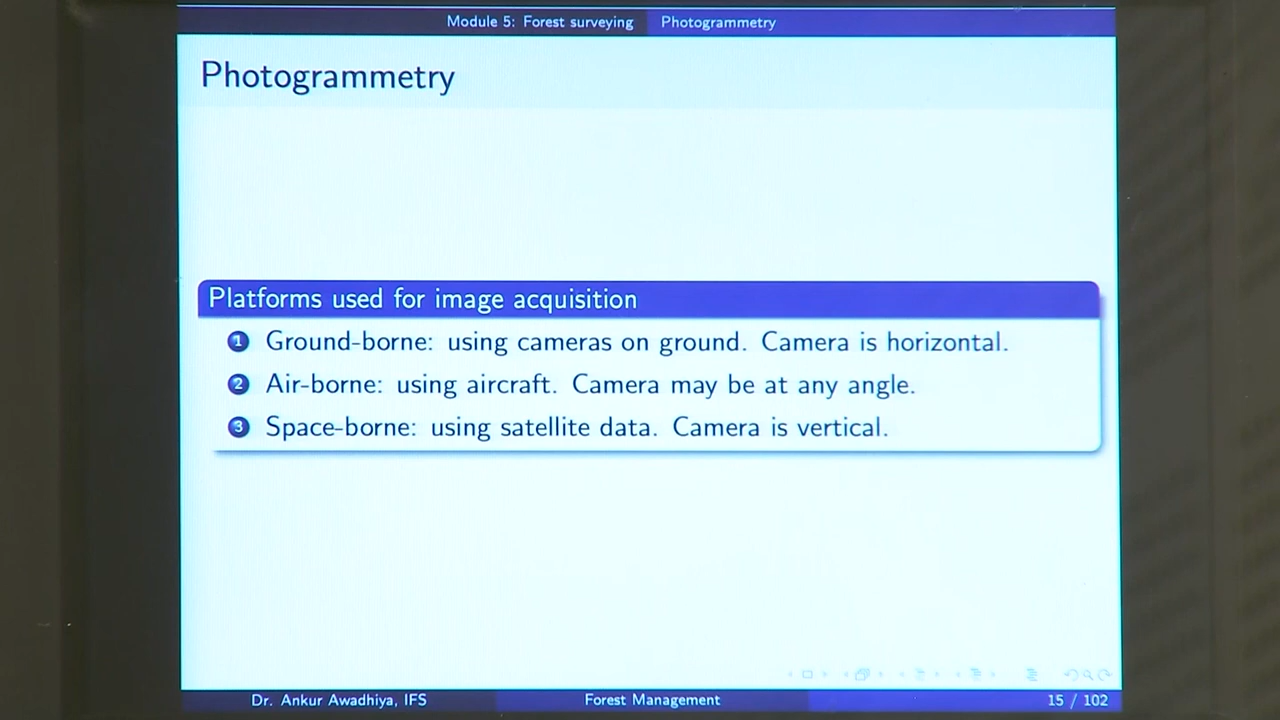 Module 5: Forest surveying Photogrammetry
Photogrammetry
Platforms used for image acquisition
1 Ground-borne: using cameras on ground. Camera is horizontal.
2 Air-borne: using aircraft. Camera may be at any angle.
3 Space-borne: using satellite data. Camera is vertical.
Dr. Ankur Awadhiya, IFS Forest Management 15 / 102